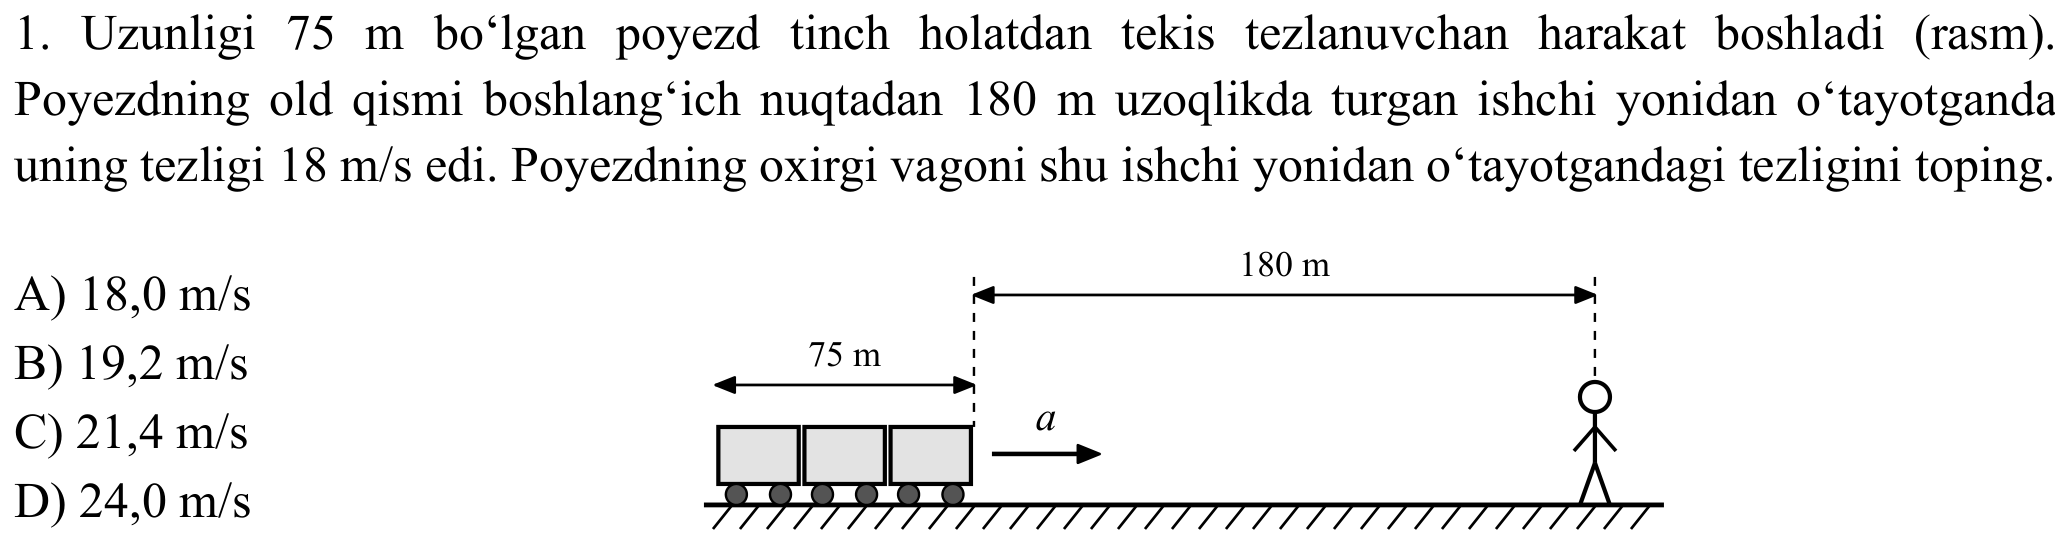 1. Uzunligi 75 m bo‘lgan poyezd tinch holatdan tekis tezlanuvchan harakat boshladi (rasm).
Poyezdning old qismi boshlang‘ich nuqtadan 180 m uzoqlikda turgan ishchi yonidan o‘tayotganda
uning tezligi 18 m/s edi. Poyezdning oxirgi vagoni shu ishchi yonidan o‘tayotgandagi tezligini toping.
A) 18,0 m/s
B) 19,2 m/s
C) 21,4 m/s
D) 24,0 m/s
180 m
75 m
a